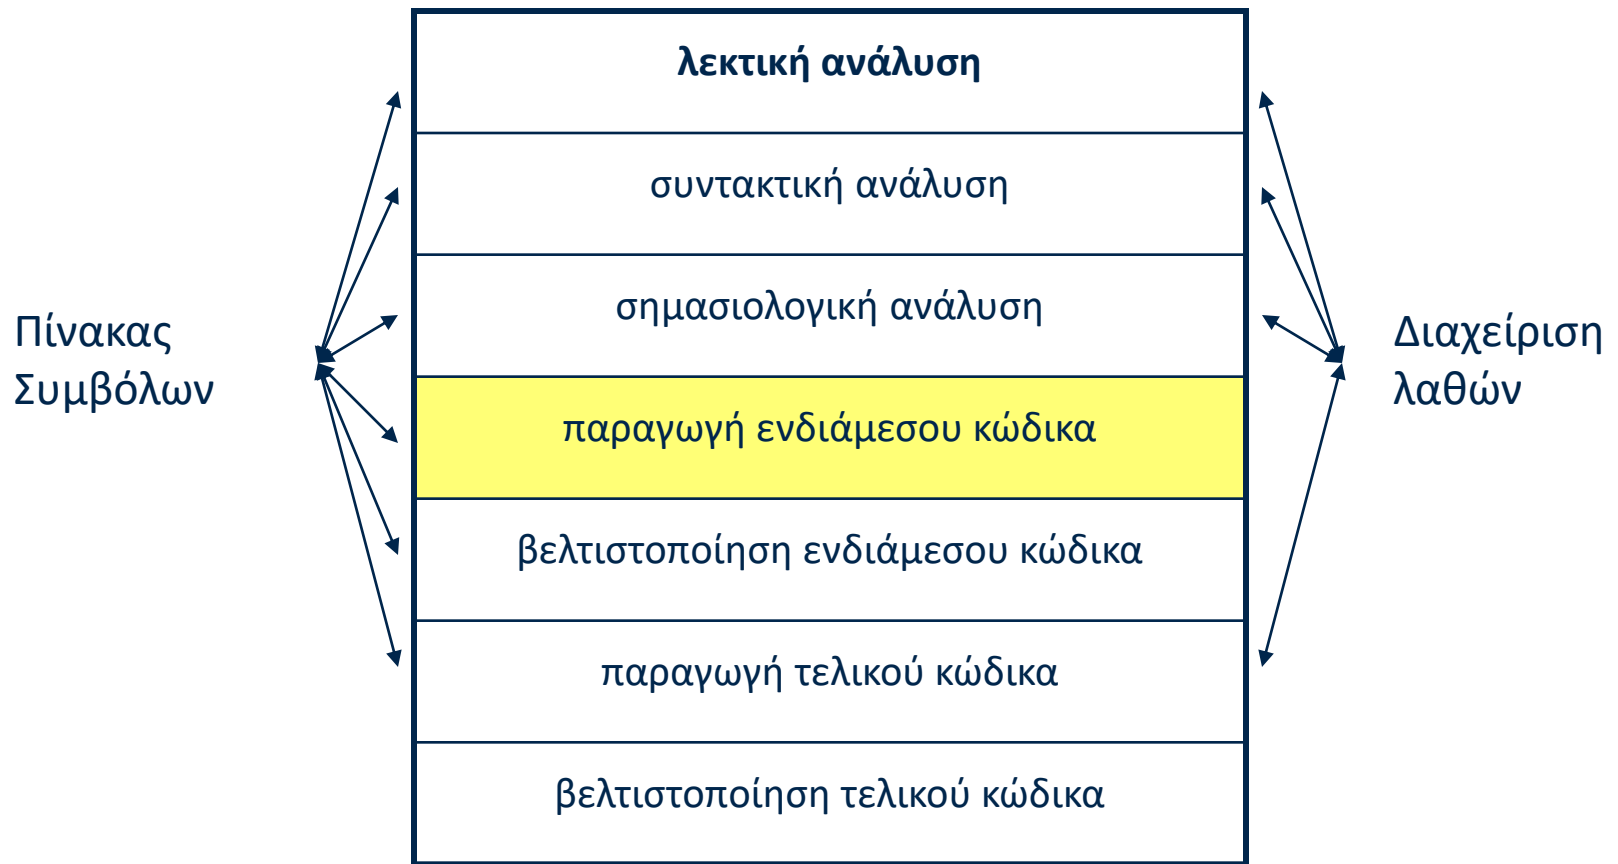 λεκτική ανάλυση
συντακτική ανάλυση
σημασιολογική ανάλυση
Πίνακας
Συμβόλων
Διαχείριση
λαθών
παραγωγή ενδιάμεσου κώδικα
βελτιστοποίηση ενδιάμεσου κώδικα
παραγωγή τελικού κώδικα
βελτιστοποίηση τελικού κώδικα